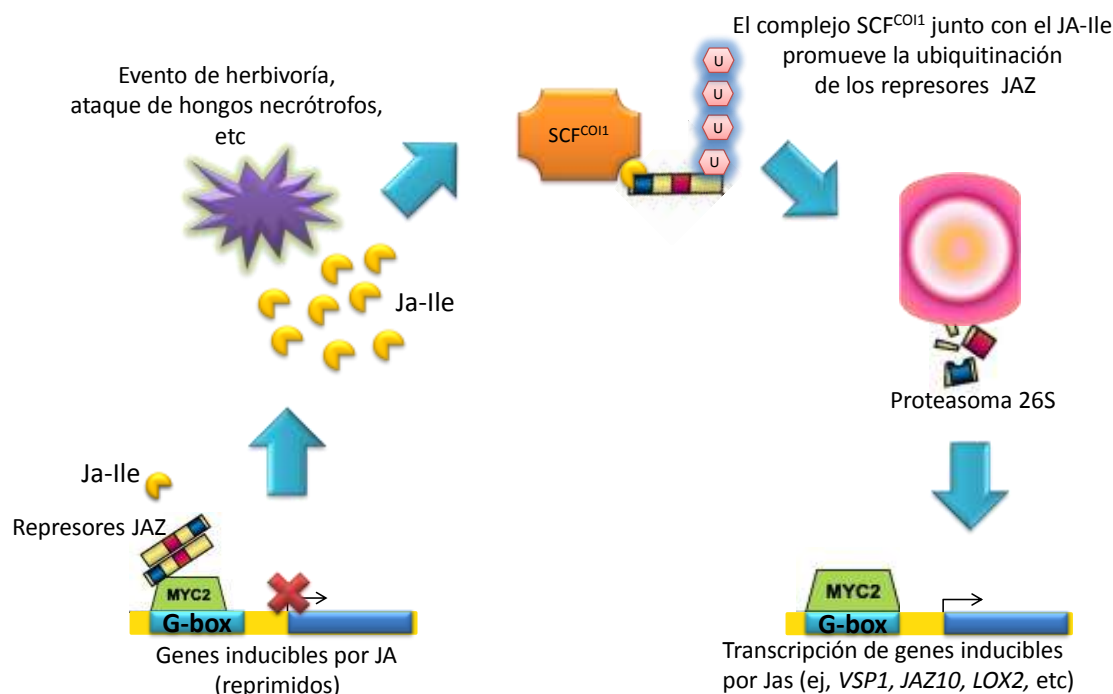 Evento de herbivoría,
ataque de hongos necrótrofos,
etc
Ja-Ile
Ja-Ile
Represores JAZ
MYC2
G-box
Genes inducibles por JA
(reprimidos)
SCF^COI1
U
U
U
U
El complejo SCF^COI1 junto con el JA-Ile
promueve la ubiquitinación
de los represores JAZ
Proteasoma 26S
MYC2
G-box
Transcripción de genes inducibles
por Jas (ej, VSP1, JAZ10, LOX2, etc)